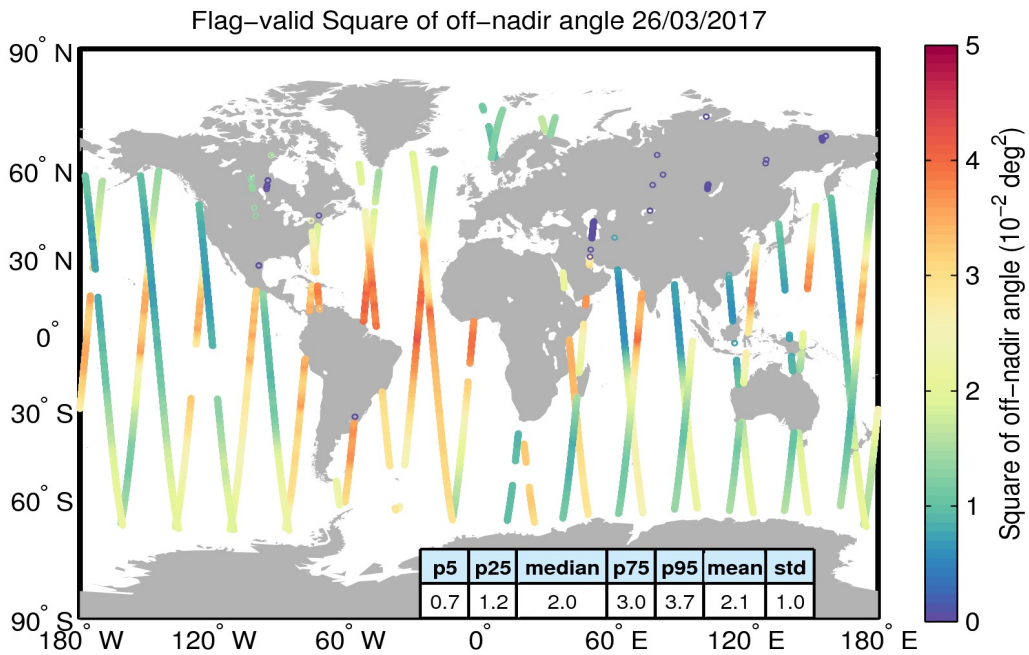 Flag−valid Square of off−nadir angle 26/03/2017
90° N
60° N
30° N
0°
30° S
60° S
90° S
180° W
120° W
60° W
0°
60° E
120° E
180° E
p5 p25 median p75 p95 mean std
0.7 1.2 2.0 3.0 3.7 2.1 1.0
5
4
3
2
1
0
Square of off−nadir angle (10⁻² deg²)